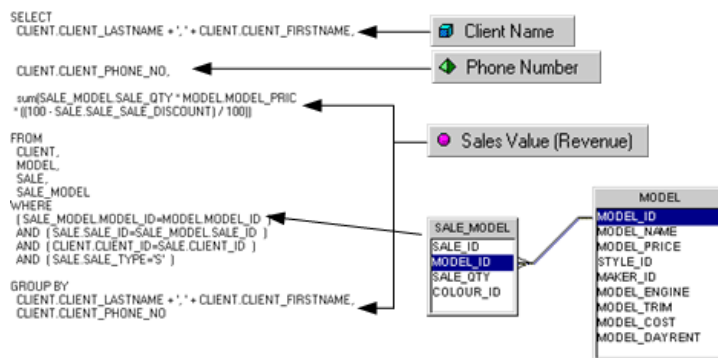 SELECT
CLIENT.CLIENT_LASTNAME + ', ' + CLIENT.CLIENT_FIRSTNAME,
Client Name
CLIENT.CLIENT_PHONE_NO,
Phone Number
sum(SALE_MODEL.SALE_QTY * MODEL.MODEL_PRIC
* ((100 - SALE.SALE_SALE_DISCOUNT) / 100))
Sales Value (Revenue)
FROM
CLIENT,
MODEL,
SALE,
SALE_MODEL
WHERE
( SALE_MODEL.MODEL_ID=MODEL.MODEL_ID )
AND ( SALE.SALE_ID=SALE_MODEL.SALE_ID )
AND ( CLIENT.CLIENT_ID=SALE.CLIENT_ID )
AND ( SALE.SALE_TYPE='S' )
GROUP BY
CLIENT.CLIENT_LASTNAME + ', ' + CLIENT.CLIENT_FIRSTNAME,
CLIENT.CLIENT_PHONE_NO
SALE_MODEL
SALE_ID
MODEL_ID
SALE_QTY
COLOUR_ID
MODEL
MODEL_ID
MODEL_NAME
MODEL_PRICE
STYLE_ID
MAKER_ID
MODEL_ENGINE
MODEL_TRIM
MODEL_COST
MODEL_DAYRENT